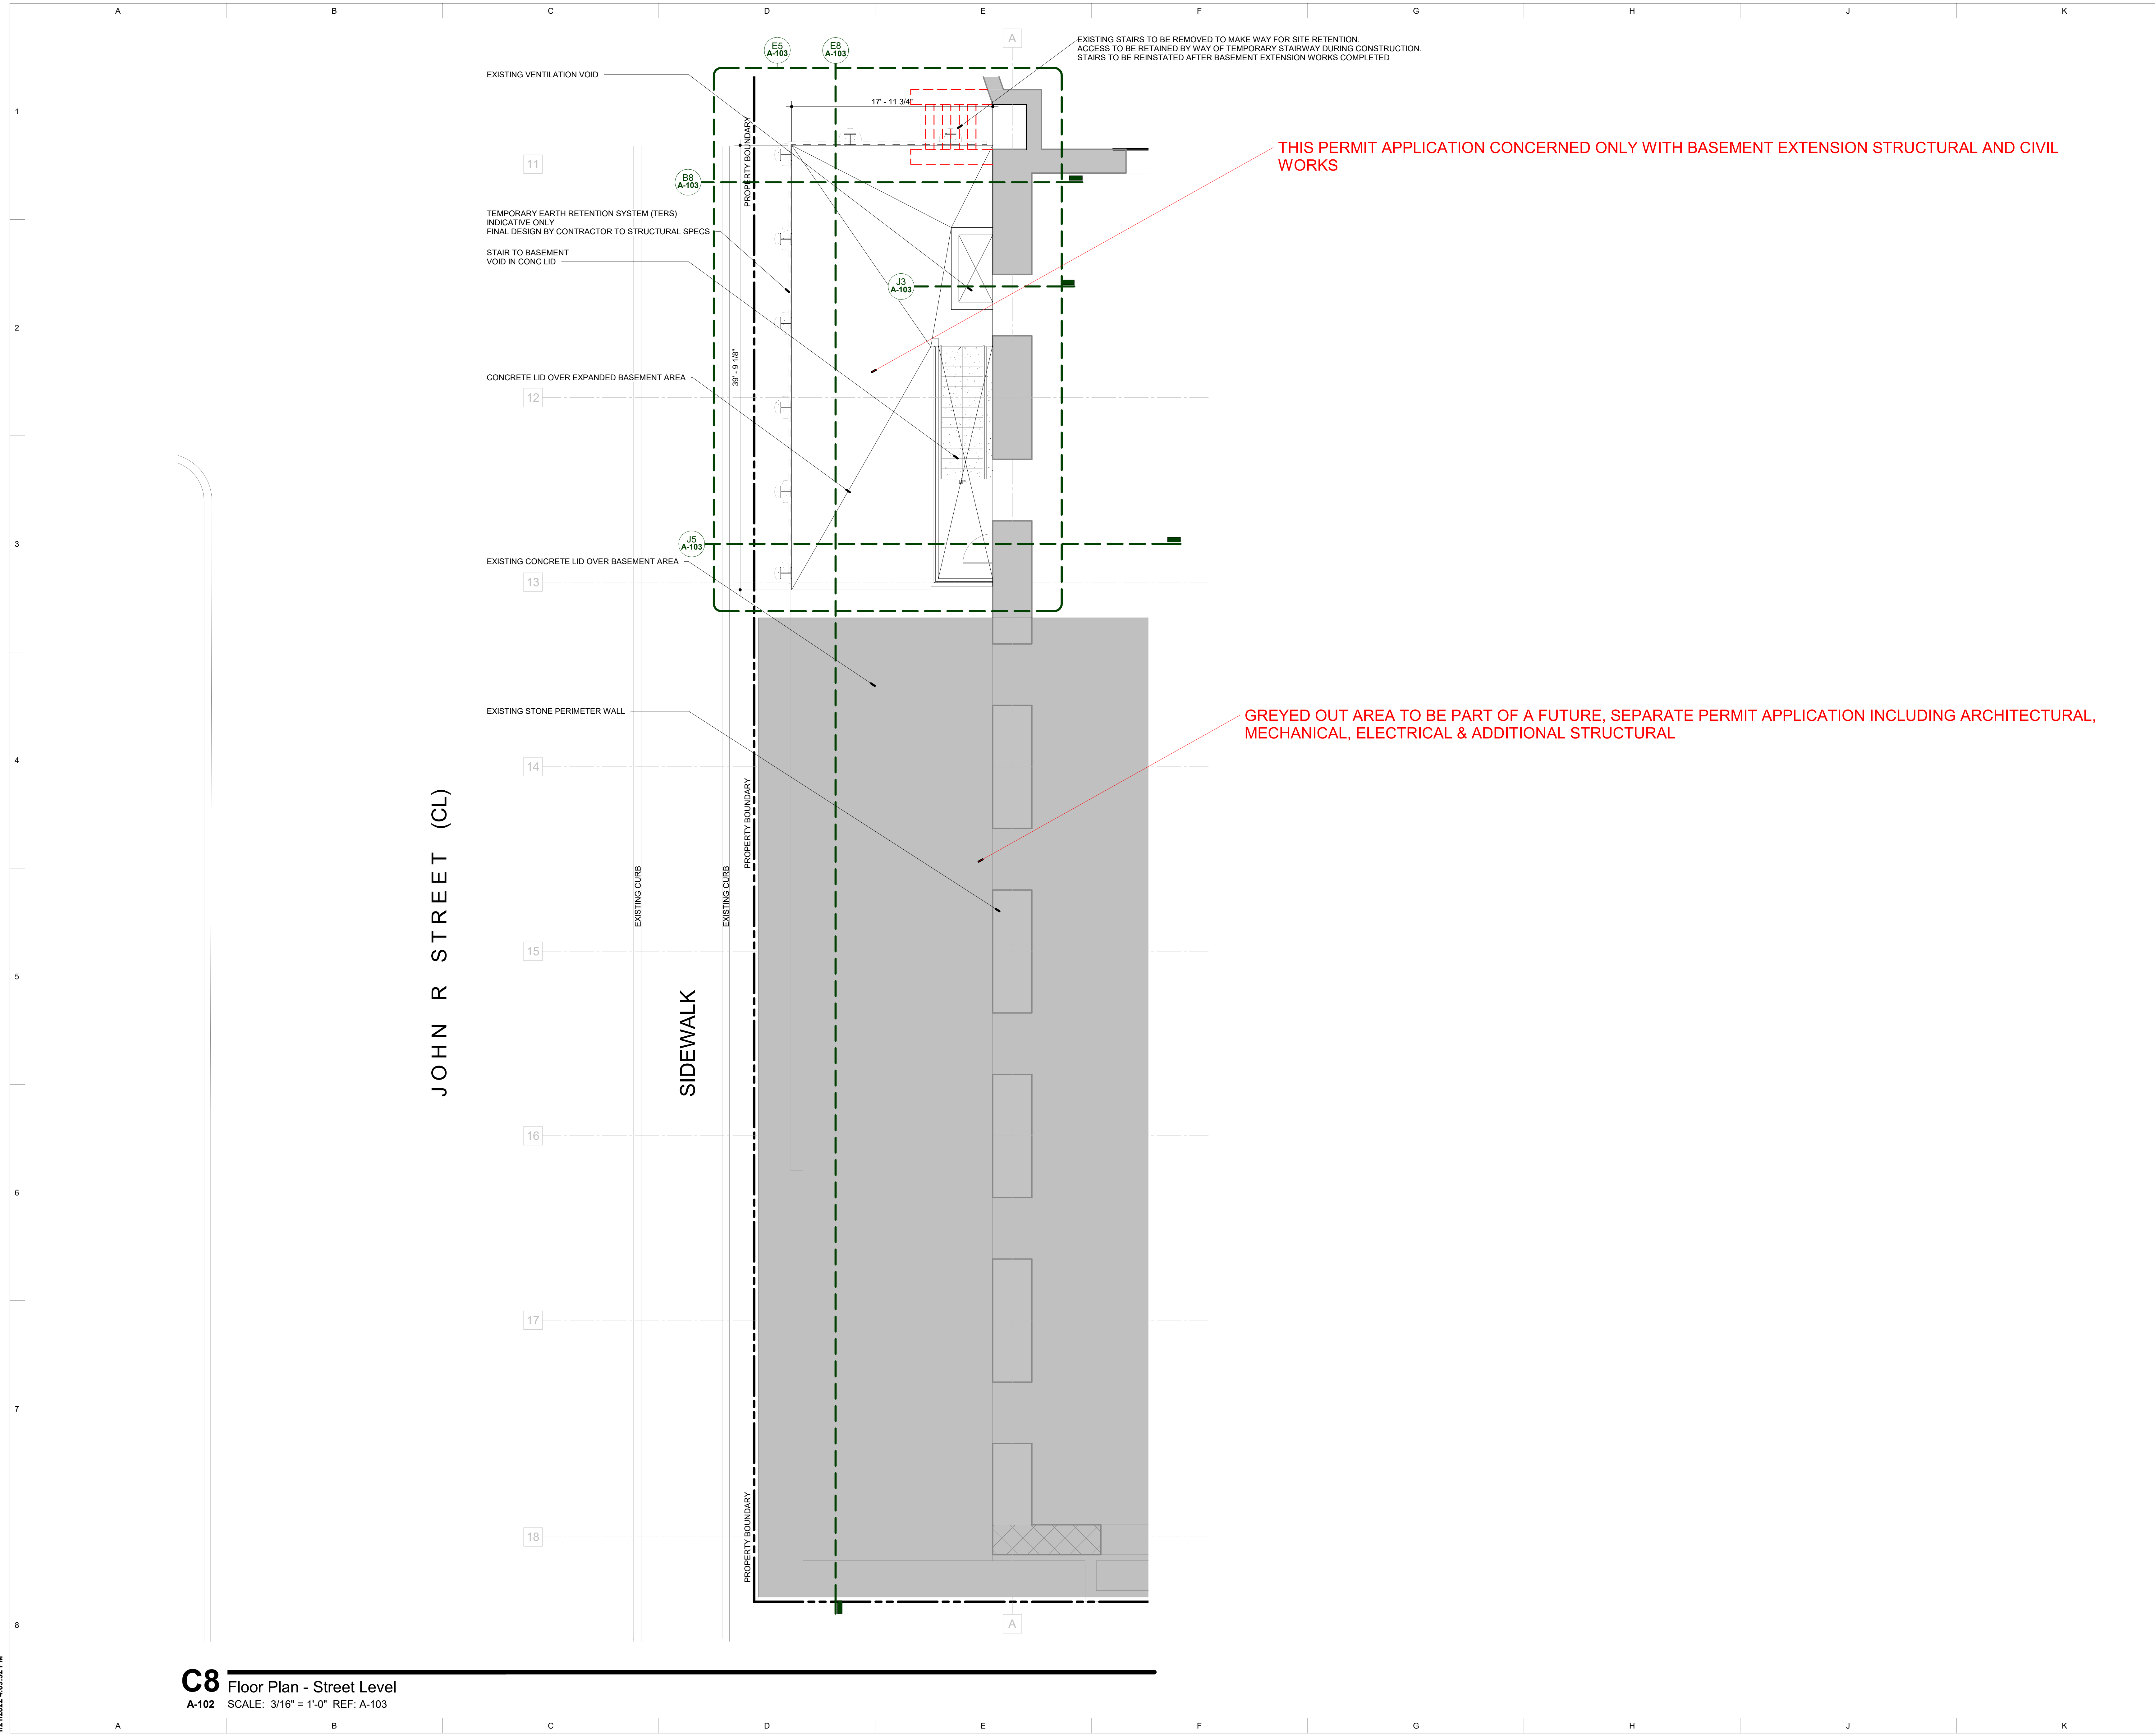 A B C D E F G H J K
E5
A-103
E8
A-103
A
EXISTING STAIRS TO BE REMOVED TO MAKE WAY FOR SITE RETENTION.
ACCESS TO BE RETAINED BY WAY OF TEMPORARY STAIRWAY DURING CONSTRUCTION.
STAIRS TO BE REINSTATED AFTER BASEMENT EXTENSION WORKS COMPLETED
EXISTING VENTILATION VOID
17' - 11 3/4"
1
PROPERTY BOUNDARY
THIS PERMIT APPLICATION CONCERNED ONLY WITH BASEMENT EXTENSION STRUCTURAL AND CIVIL
WORKS
11
B8
A-103
TEMPORARY EARTH RETENTION SYSTEM (TERS)
INDICATIVE ONLY
FINAL DESIGN BY CONTRACTOR TO STRUCTURAL SPECS
STAIR TO BASEMENT
VOID IN CONC LID
J3
A-103
2
39' - 9 1/8"
CONCRETE LID OVER EXPANDED BASEMENT AREA
12
UP
3
J5
A-103
EXISTING CONCRETE LID OVER BASEMENT AREA
13
EXISTING STONE PERIMETER WALL
GREYED OUT AREA TO BE PART OF A FUTURE, SEPARATE PERMIT APPLICATION INCLUDING ARCHITECTURAL,
MECHANICAL, ELECTRICAL & ADDITIONAL STRUCTURAL
4
14
JOHN R STREET (CL)
PROPERTY BOUNDARY
EXISTING CURB
EXISTING CURB
15
5
SIDEWALK
16
6
17
7
PROPERTY BOUNDARY
18
8
A
C8
Floor Plan - Street Level
A-102
SCALE: 3/16" = 1'-0" REF: A-103
A B C D E F G H J K